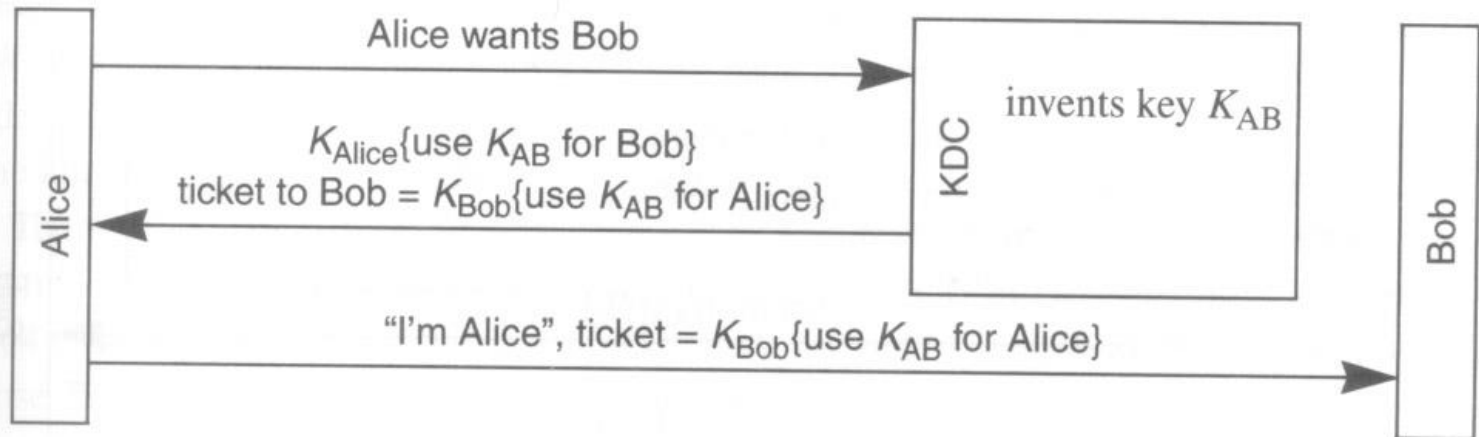 Alice wants Bob
invents key K_AB
K_Alice{use K_AB for Bob}
ticket to Bob = K_Bob{use K_AB for Alice}
Alice
KDC
Bob
“I’m Alice”, ticket = K_Bob{use K_AB for Alice}